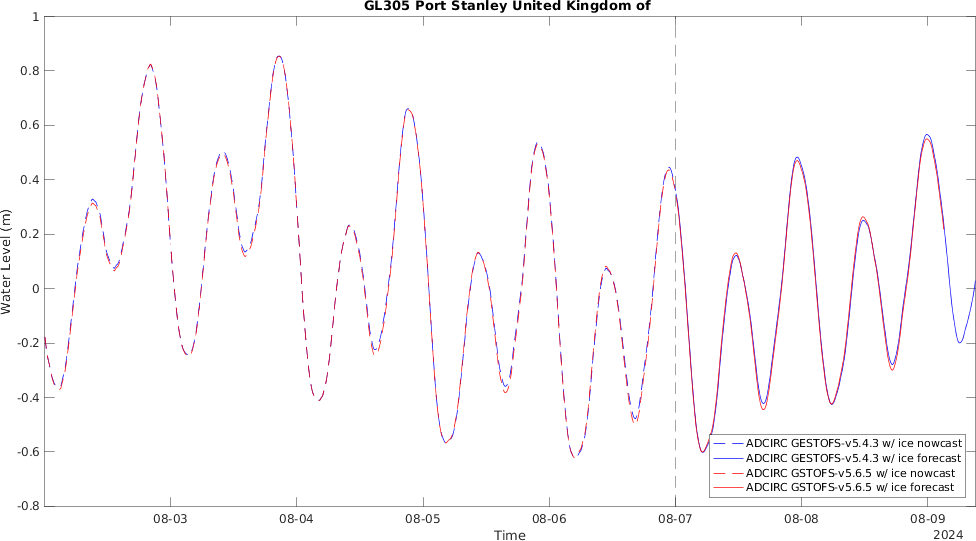 GL305 Port Stanley United Kingdom of
1
0.8
0.6
0.4
0.2
0
-0.2
-0.4
-0.6
-0.8
Water Level (m)
ADCIRC GESTOFS-v5.4.3 w/ ice nowcast
ADCIRC GESTOFS-v5.4.3 w/ ice forecast
ADCIRC GSTOFS-v5.6.5 w/ ice nowcast
ADCIRC GSTOFS-v5.6.5 w/ ice forecast
08-03 08-04 08-05 08-06 08-07 08-08 08-09
Time
2024